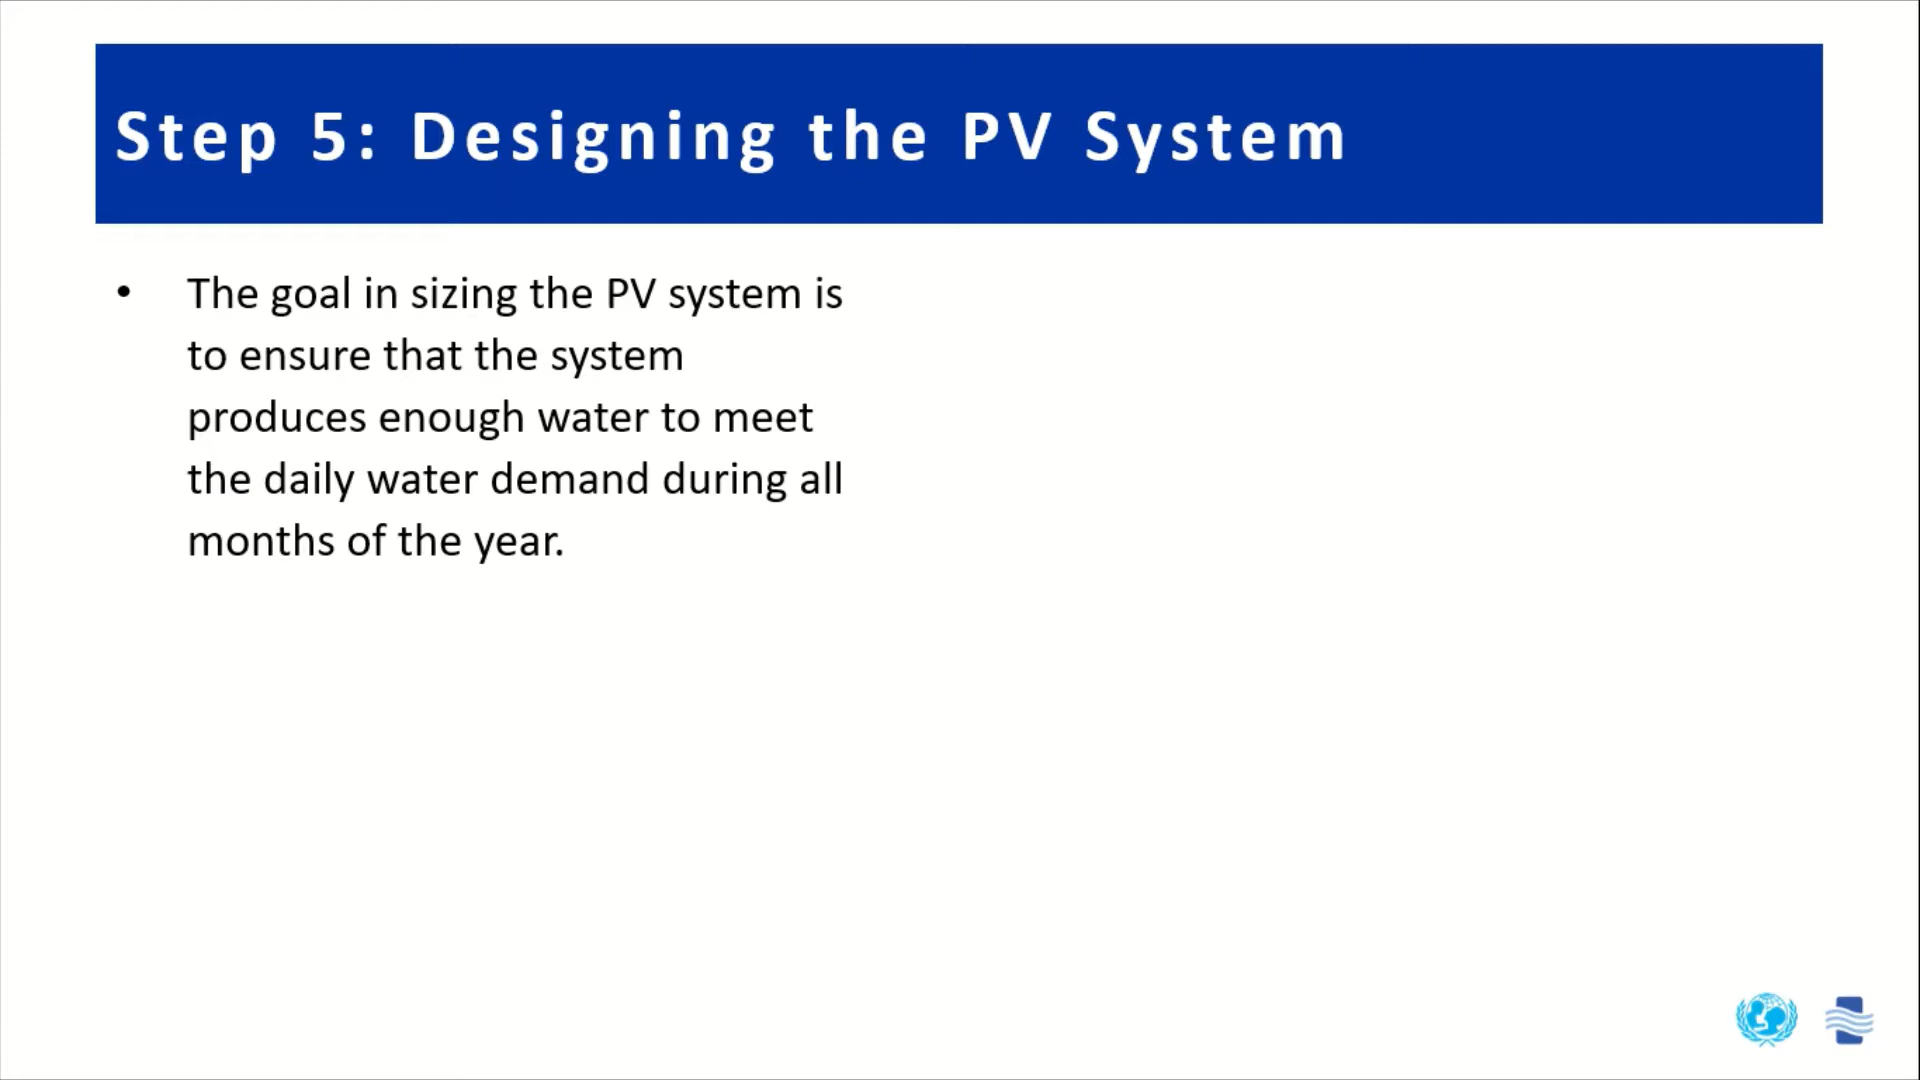 Step 5: Designing the PV System
• The goal in sizing the PV system is
to ensure that the system
produces enough water to meet
the daily water demand during all
months of the year.